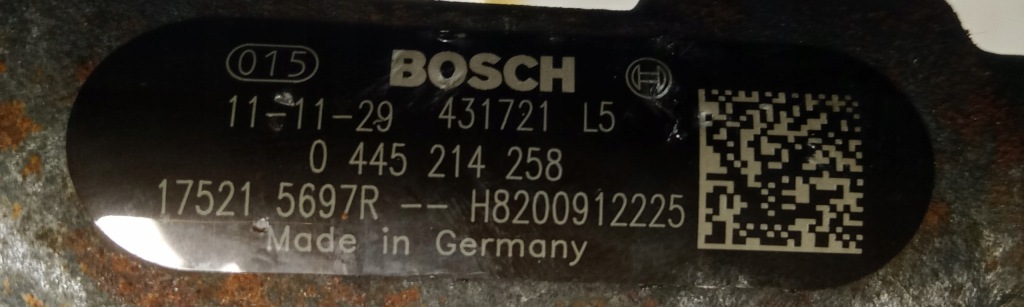 015 BOSCH
11-11-29 431721 L5
0 445 214 258
17521 5697R -- H8200912225
Made in Germany